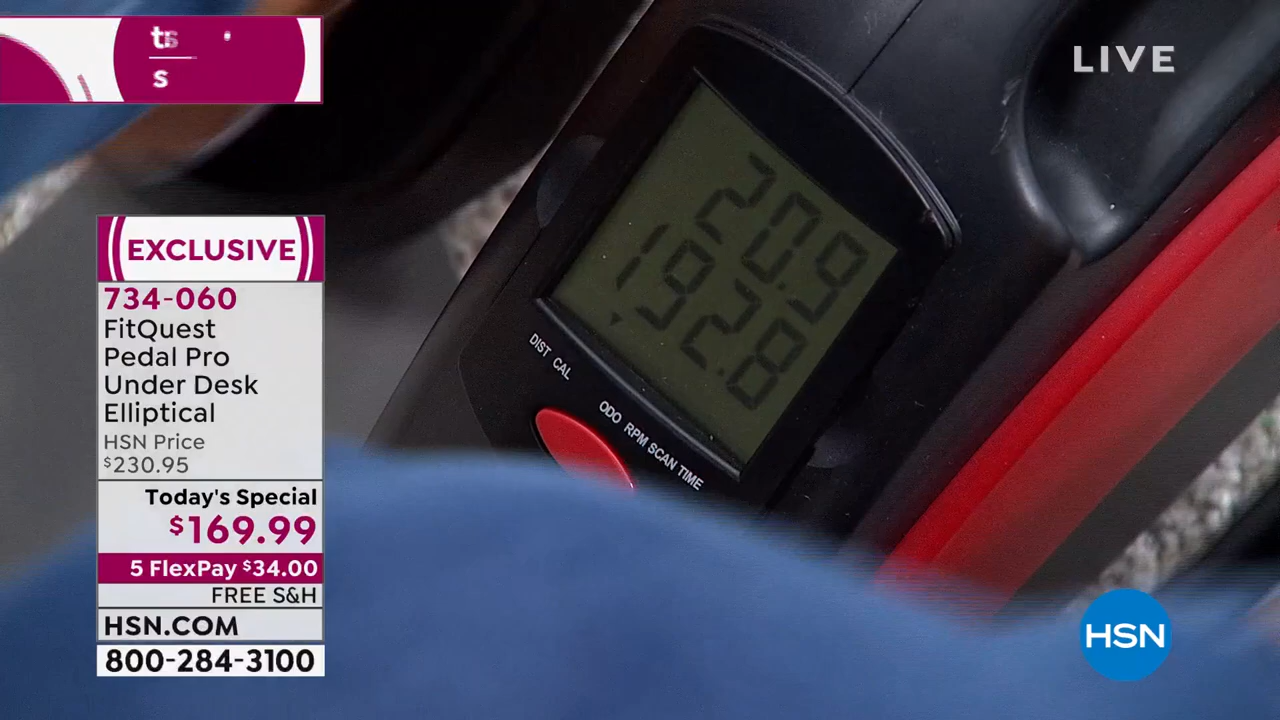 LIVE
EXCLUSIVE
734-060
FitQuest
Pedal Pro
Under Desk
Elliptical
HSN Price
$230.95
Today's Special
$169.99
5 FlexPay $34.00
FREE S&H
HSN.COM
800-284-3100
20.9
192.8
DIST CAL
ODO RPM SCAN TIME
HSN